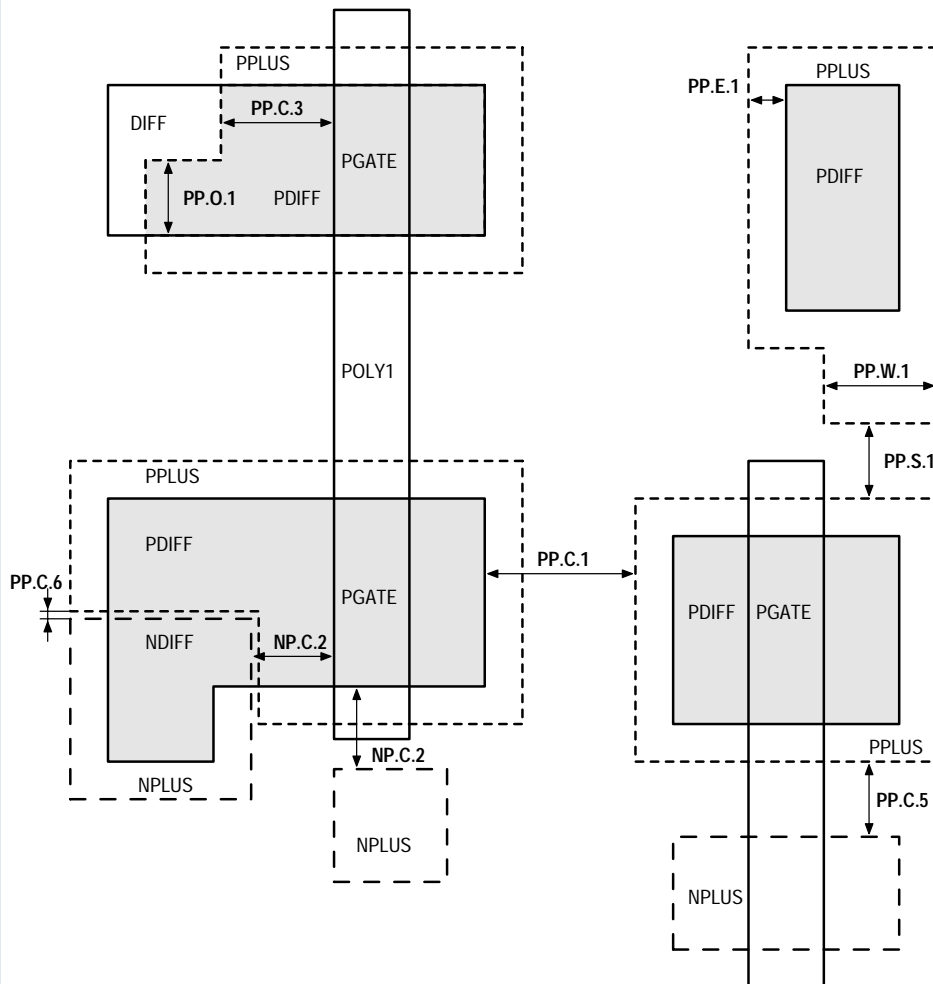 PPLUS
PP.E.1
PPLUS
PP.C.3
DIFF
PGATE
PDIFF
PP.O.1
PDIFF
POLY1
PP.W.1
PPLUS
PP.S.1
PDIFF
PP.C.1
PP.C.6
PGATE
PDIFF
PGATE
NDIFF
NP.C.2
PPLUS
NP.C.2
NPLUS
PP.C.5
NPLUS
NPLUS